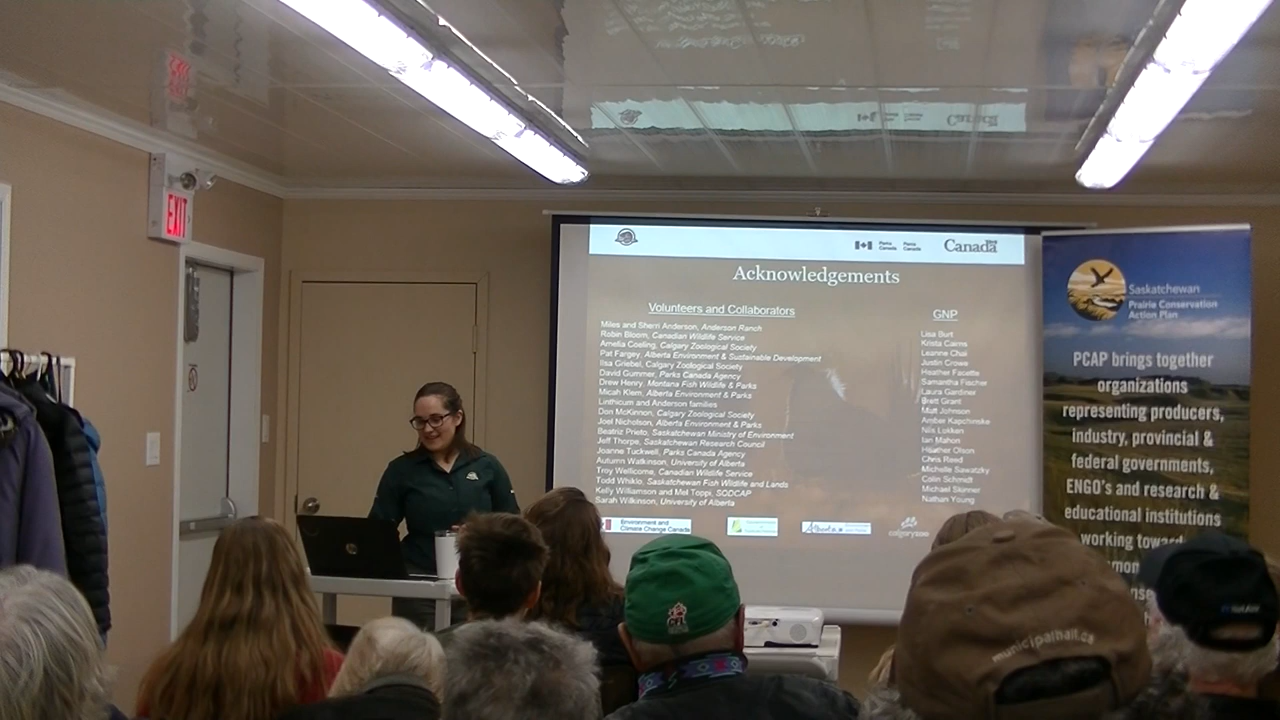 EXIT
Parks Canada
Parks Canada
Canada
Acknowledgements
Volunteers and Collaborators
Miles and Sherri Anderson, Anderson Ranch
Robin Bloom, Canadian Wildlife Service
Amelia Coeling, Calgary Zoological Society
Pat Fargey, Alberta Environment & Sustainable Development
Ilsa Griebel, Calgary Zoological Society
David Gummer, Parks Canada Agency
Drew Henry, Montana Fish Wildlife & Parks
Micah Klem, Alberta Environment & Parks
Linthicum and Anderson families
Don McKinnon, Calgary Zoological Society
Joel Nicholson, Alberta Environment & Parks
Beatriz Prieto, Saskatchewan Ministry of Environment
Jeff Thorpe, Saskatchewan Research Council
Joanne Tuckwell, Parks Canada Agency
Autumn Watkinson, University of Alberta
Troy Wellicome, Canadian Wildlife Service
Todd Whiklo, Saskatchewan Fish Wildlife and Lands
Kelly Williamson and Mel Toppi, SODCAP
Sarah Wilkinson, University of Alberta
GNP
Lisa Burt
Krista Cairns
Leanne Chai
Justin Crowe
Heather Facette
Samantha Fischer
Laura Gardiner
Brett Grant
Matt Johnson
Amber Kapchinske
Nils Lokken
Ian Mahon
Heather Olson
Chris Reed
Michelle Sawatzky
Colin Schmidt
Michael Skinner
Nathan Young
Environment and
Climate Change Canada
Alberta
calgaryzoo
Saskatchewan
Prairie Conservation
Action Plan
PCAP brings together
organizations
representing producers,
industry, provincial &
federal governments,
ENGO's and research &
educational institutions
working
municipalhall.ca